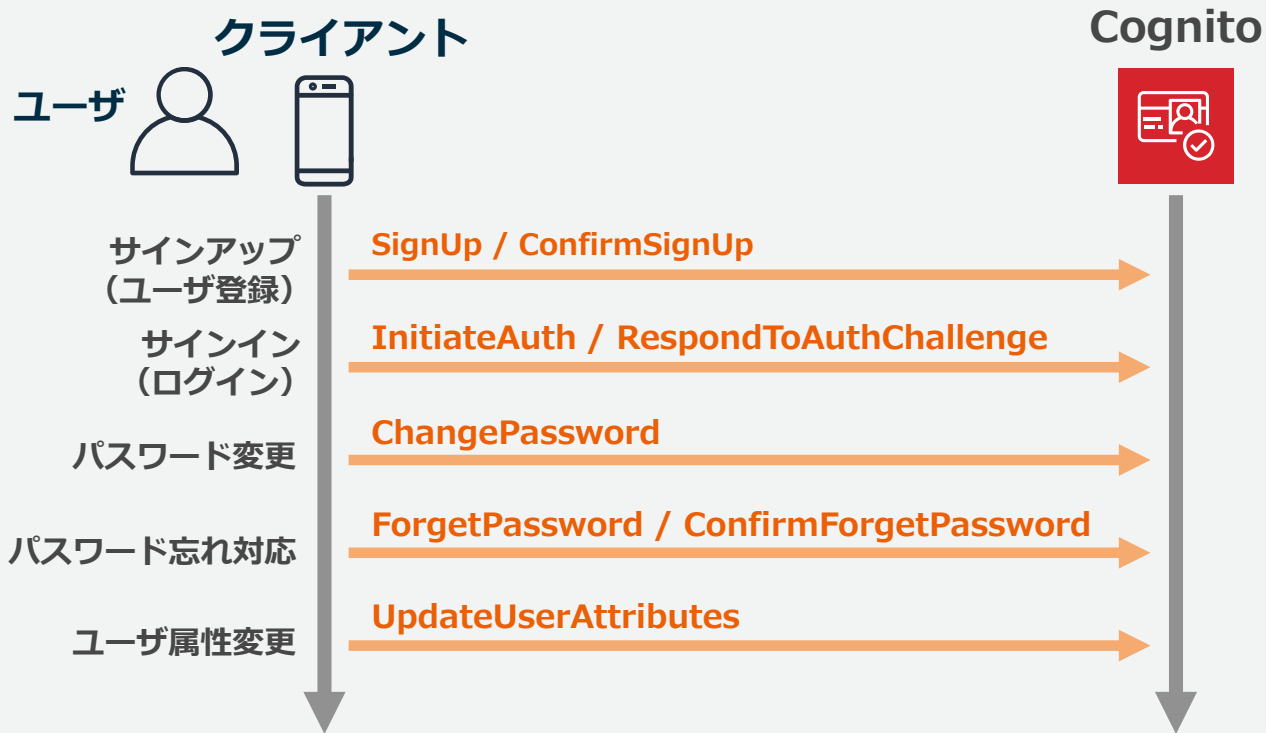 クライアント
Cognito
ユーザ
サインアップ
（ユーザ登録）
SignUp / ConfirmSignUp
サインイン
（ログイン）
InitiateAuth / RespondToAuthChallenge
パスワード変更
ChangePassword
パスワード忘れ対応
ForgetPassword / ConfirmForgetPassword
ユーザ属性変更
UpdateUserAttributes